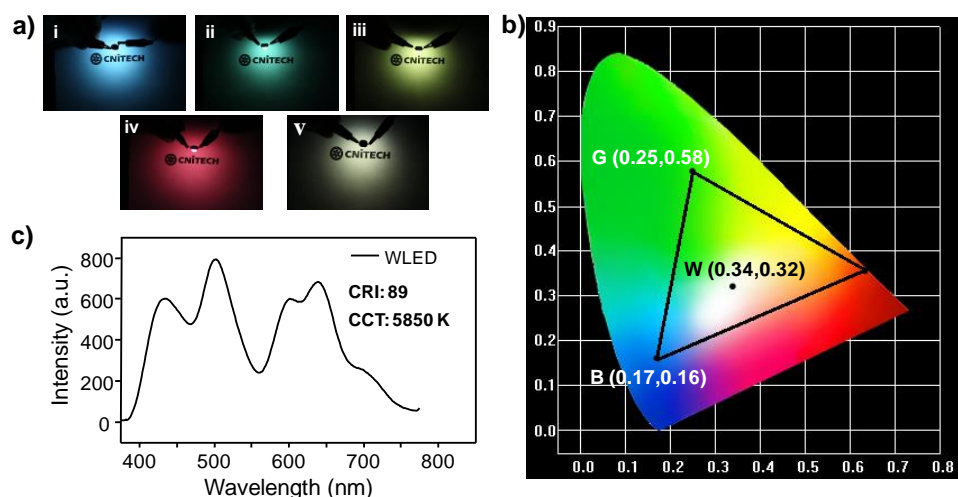 a)
i
ii
iii
CNiTECH
CNiTECH
CNiTECH
iv
v
CNiTECH
CNiTECH
b)
0.9
0.8
0.7
0.6
0.5
0.4
0.3
0.2
0.1
0.0
0.0 0.1 0.2 0.3 0.4 0.5 0.6 0.7 0.8
G (0.25,0.58)
W (0.34,0.32)
B (0.17,0.16)
c)
WLED
CRI: 89
CCT: 5850 K
Intensity (a.u.)
800
600
400
200
0
400 500 600 700 800
Wavelength (nm)